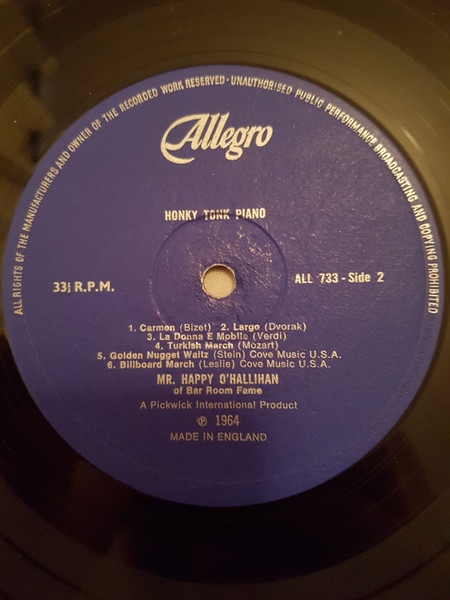 ALL RIGHTS OF THE MANUFACTURERS AND OWNER OF THE RECORDED WORK RESERVED · UNAUTHORISED PUBLIC PERFORMANCE BROADCASTING AND COPYING PROHIBITED
Allegro
HONKY TONK PIANO
33⅓ R.P.M.
ALL 733 - Side 2
1. Carmen (Bizet) 2. Largo (Dvorak)
3. La Donna E Mobile (Verdi)
4. Turkish March (Mozart)
5. Golden Nugget Waltz (Stein) Cove Music U.S.A.
6. Billboard March (Leslie) Cove Music U.S.A.
MR. HAPPY O'HALLIHAN
of Bar Room Fame
A Pickwick International Product
℗ 1964
MADE IN ENGLAND